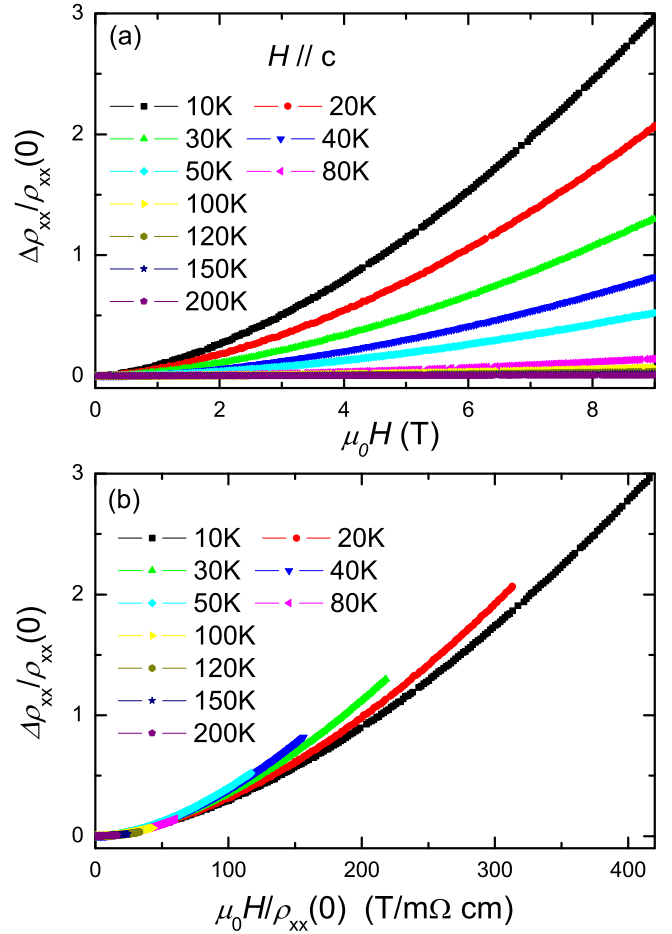 (a)
H // c
10K 20K
30K 40K
50K 80K
100K
120K
150K
200K
Δρxx/ρxx(0)
3
2
1
0
0 2 4 6 8
μ0H (T)
(b)
10K 20K
30K 40K
50K 80K
100K
120K
150K
200K
Δρxx/ρxx(0)
3
2
1
0
0 100 200 300 400
μ0H/ρxx(0) (T/mΩ cm)